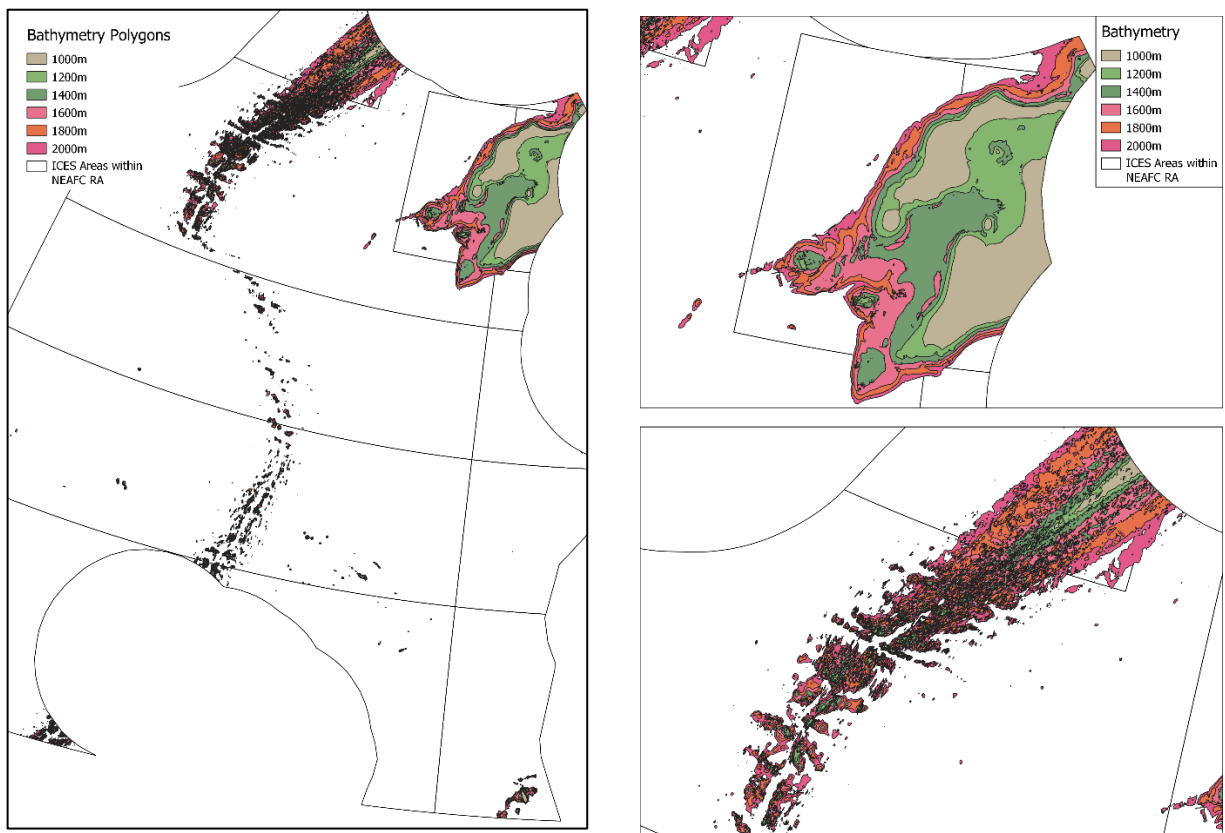 Bathymetry Polygons
1000m
1200m
1400m
1600m
1800m
2000m
ICES Areas within
NEAFC RA
Bathymetry
1000m
1200m
1400m
1600m
1800m
2000m
ICES Areas within
NEAFC RA